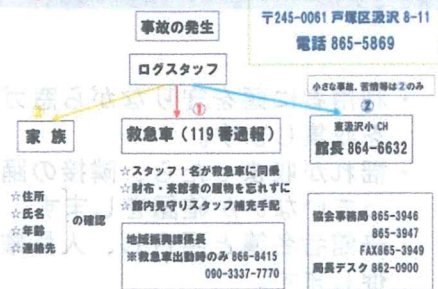 〒245-0061 戸塚区汲沢 8-11
電話 865-5869
事故の発生
ログスタッフ
小さな事故、苦情等は②のみ
③
①
②
家 族
救急車(119 番通報)
東汲沢小 CH
館長 864-6632
☆住所
☆氏名
☆年齢
☆連絡先
の確認
☆スタッフ1名が救急車に同乗
☆財布・来館者の履物を忘れずに
☆館内見守りスタッフ補充手配
地域振興課係長
※救急車出動時のみ 866-8415
090-3337-7770
協会事務局 865-3946
865-3947
FAX865-3949
局長デスク 862-0900